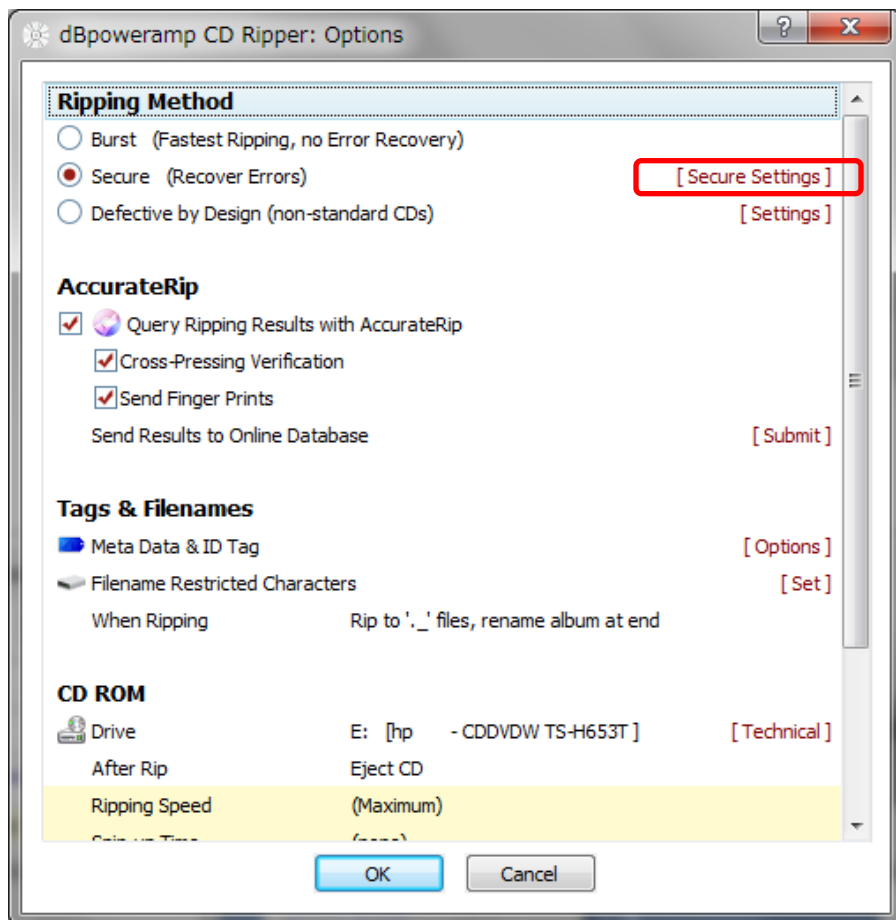 dBpoweramp CD Ripper: Options
Ripping Method
Burst (Fastest Ripping, no Error Recovery)
Secure (Recover Errors) [ Secure Settings ]
Defective by Design (non-standard CDs) [ Settings ]
AccurateRip
Query Ripping Results with AccurateRip
Cross-Pressing Verification
Send Finger Prints
Send Results to Online Database [ Submit ]
Tags & Filenames
Meta Data & ID Tag [ Options ]
Filename Restricted Characters [ Set ]
When Ripping Rip to '._' files, rename album at end
CD ROM
Drive E: [hp - CDDVDW TS-H653T ] [ Technical ]
After Rip Eject CD
Ripping Speed (Maximum)
Spin-up Time (none)
OK Cancel